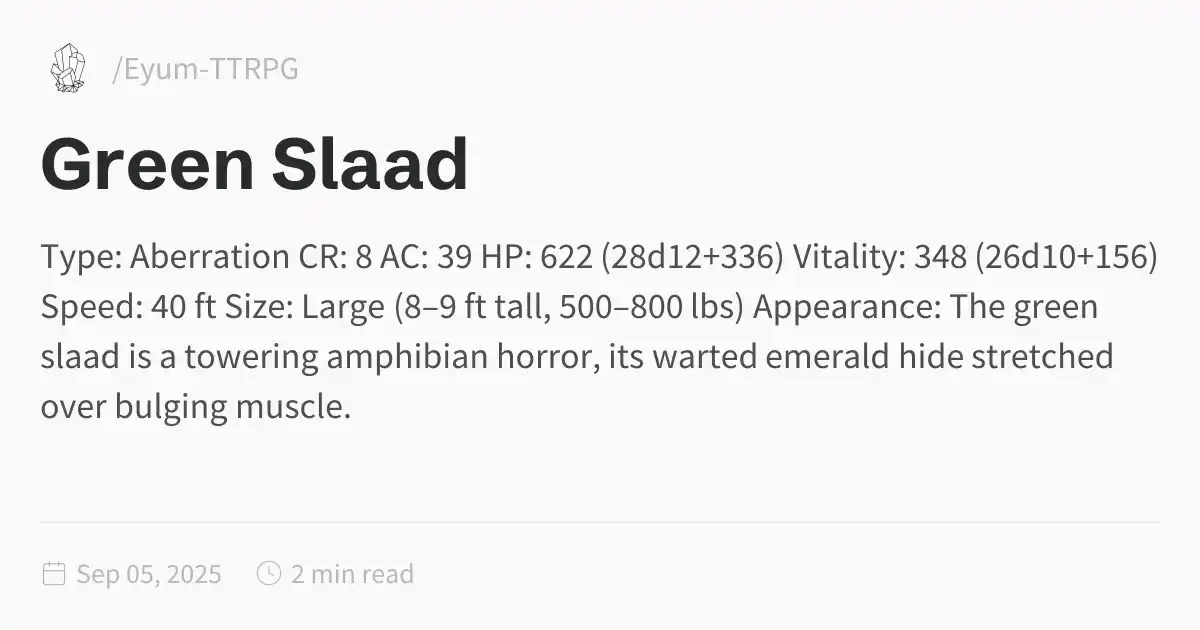 /Eyum-TTRPG
Green Slaad
Type: Aberration CR: 8 AC: 39 HP: 622 (28d12+336) Vitality: 348 (26d10+156)
Speed: 40 ft Size: Large (8–9 ft tall, 500–800 lbs) Appearance: The green
slaad is a towering amphibian horror, its warted emerald hide stretched
over bulging muscle.
Sep 05, 2025 2 min read